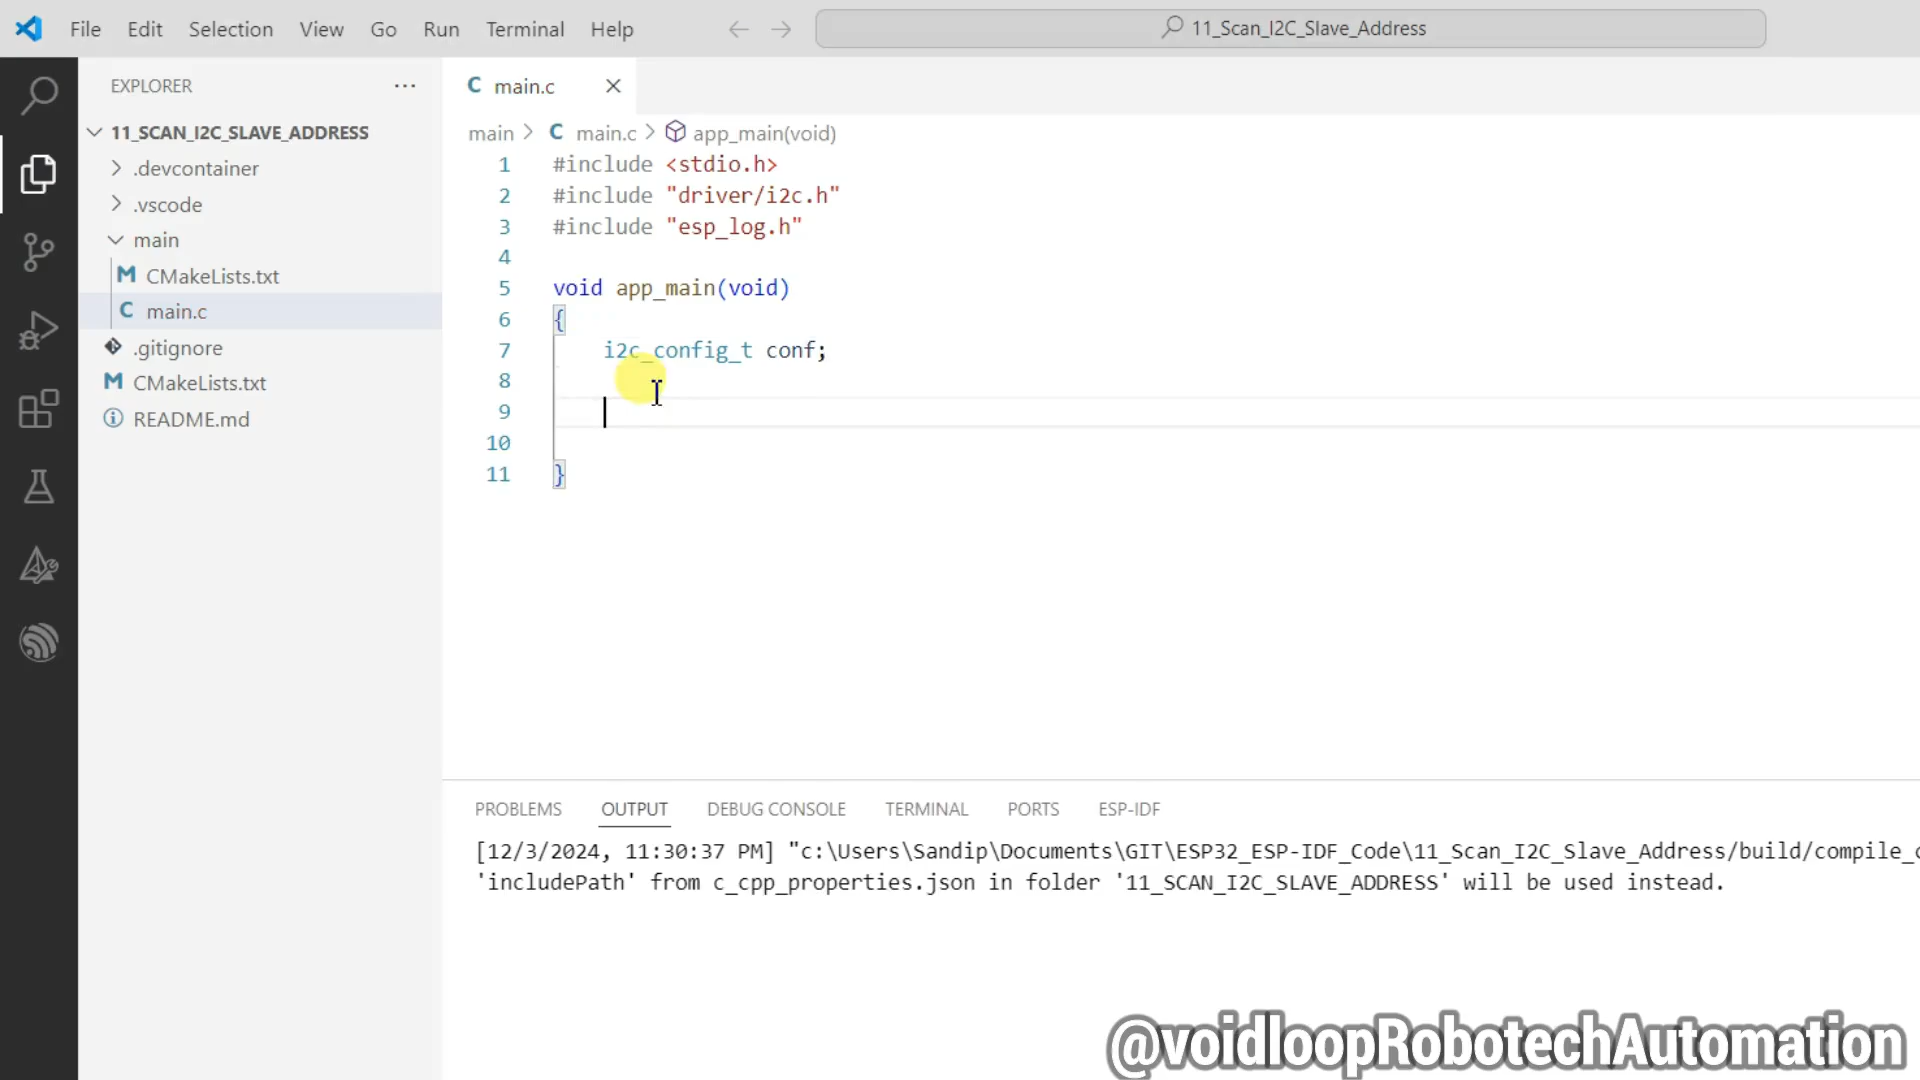 File Edit Selection View Go Run Terminal Help
11_Scan_I2C_Slave_Address
EXPLORER
11_SCAN_I2C_SLAVE_ADDRESS
.devcontainer
.vscode
main
CMakeLists.txt
main.c
.gitignore
CMakeLists.txt
README.md
main.c
main > C main.c > app_main(void)
1 #include <stdio.h>
2 #include "driver/i2c.h"
3 #include "esp_log.h"
4
5 void app_main(void)
6 {
7 i2c_config_t conf;
8
9
10
11 }
PROBLEMS OUTPUT DEBUG CONSOLE TERMINAL PORTS ESP-IDF
[12/3/2024, 11:30:37 PM] "c:\Users\Sandip\Documents\GIT\ESP32_ESP-IDF_Code\11_Scan_I2C_Slave_Address/build/compile_
'includePath' from c_cpp_properties.json in folder '11_SCAN_I2C_SLAVE_ADDRESS' will be used instead.
@voidloopRobotechAutomation